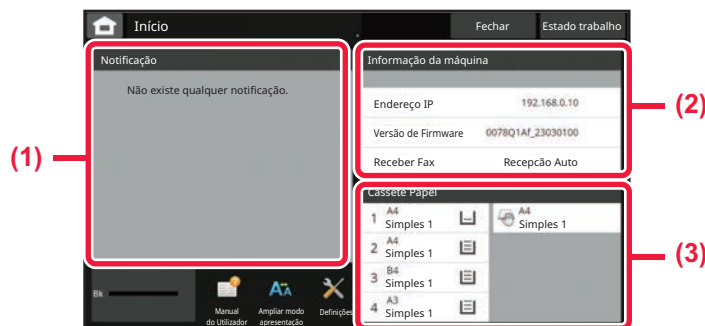 Início
Fechar
Estado trabalho
Notificação
Não existe qualquer notificação.
(1)
Informação da máquina
Endereço IP 192.168.0.10
Versão de Firmware 0078Q1Af_23030100
Receber Fax Recepcão Auto
(2)
Cassete Papel
1 A4 Simples 1
2 A4 Simples 1
3 B4 Simples 1
4 A3 Simples 1
A4 Simples 1
(3)
Bk
Manual
do Utilizador
Ampliar modo
apresentação
Definições